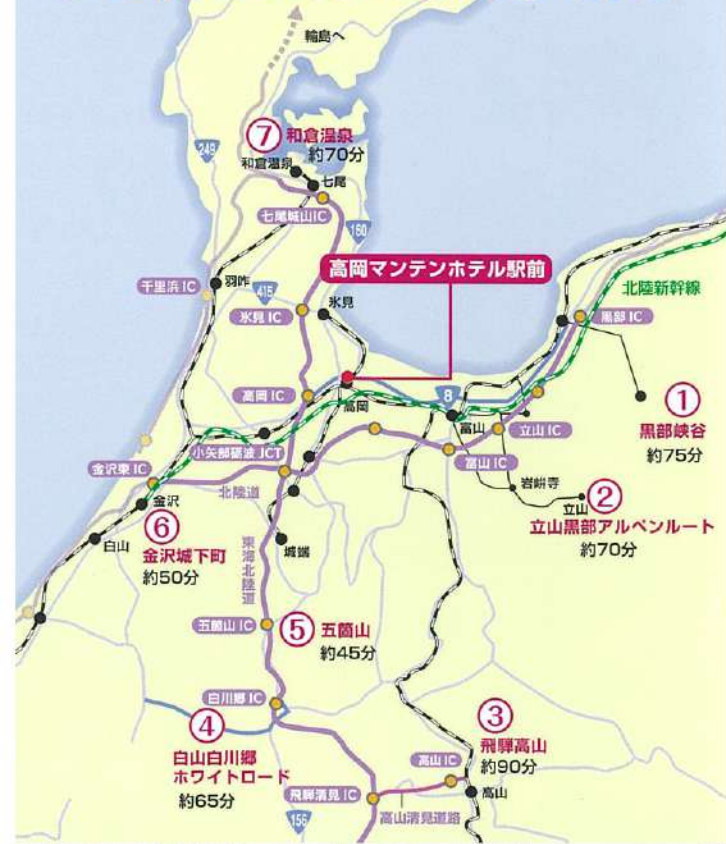 輪島へ
249
⑦ 和倉温泉
約70分
和倉温泉
七尾
七尾城山IC
160
高岡マンテンホテル駅前
北陸新幹線
千里浜IC
羽咋
415
氷見
氷見IC
黒部IC
高岡IC
高岡
8
富山
立山IC
①
黒部峡谷
約75分
小矢部砺波JCT
富山IC
金沢東IC
北陸道
岩峅寺
金沢
立山
②
立山黒部アルペンルート
約70分
⑥
金沢城下町
約50分
白山
城端
東海北陸道
五箇山IC
⑤ 五箇山
約45分
白川郷IC
④
白山白川郷
ホワイトロード
約65分
③
飛騨高山
約90分
高山IC
高山
飛騨清見IC
高山清見道路
156